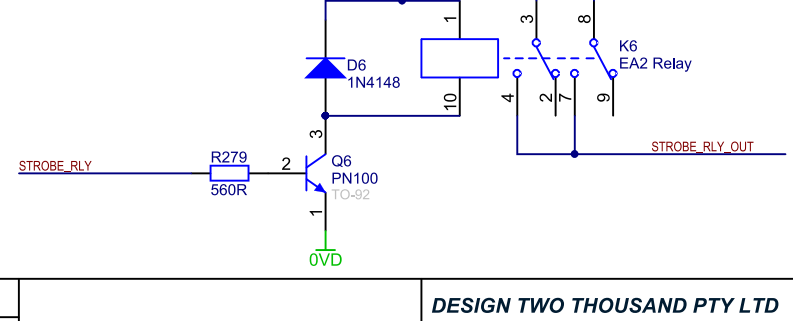 1
3
8
K6
EA2 Relay
D6
1N4148
10
4
2
7
9
3
STROBE_RLY
R279
560R
2
Q6
PN100
TO-92
1
0VD
STROBE_RLY_OUT
DESIGN TWO THOUSAND PTY LTD